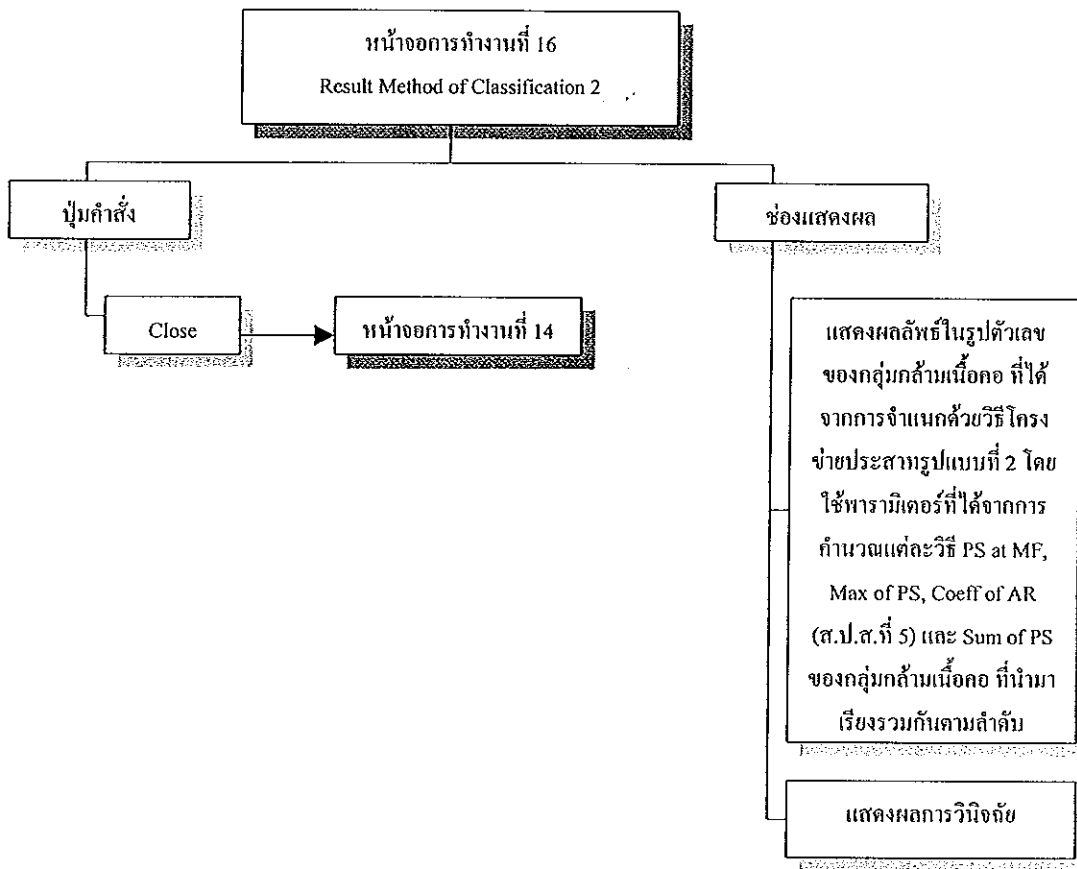 หน้าจอการทำงานที่ 16
Result Method of Classification 2
ปุ่มคำสั่ง
ช่องแสดงผล
Close
หน้าจอการทำงานที่ 14
แสดงผลลัพธ์ในรูปตัวเลข
ของกลุ่มกล้ามเนื้อคอ ที่ได้
จากการจำแนกด้วยวิธีโครง
ข่ายประสาทรูปแบบที่ 2 โดย
ใช้พารามิเตอร์ที่ได้จากการ
คำนวณแต่ละวิธี PS at MF,
Max of PS, Coeff of AR
(ส.ป.ส.ที่ 5) และ Sum of PS
ของกลุ่มกล้ามเนื้อคอ ที่นำมา
เรียงรวมกันตามลำดับ
แสดงผลการวินิจฉัย